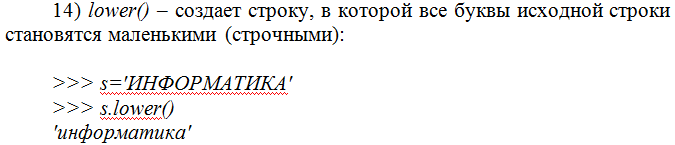 14) lower() – создает строку, в которой все буквы исходной строки
становятся маленькими (строчными):
>>> s='ИНФОРМАТИКА'
>>> s.lower()
'информатика'